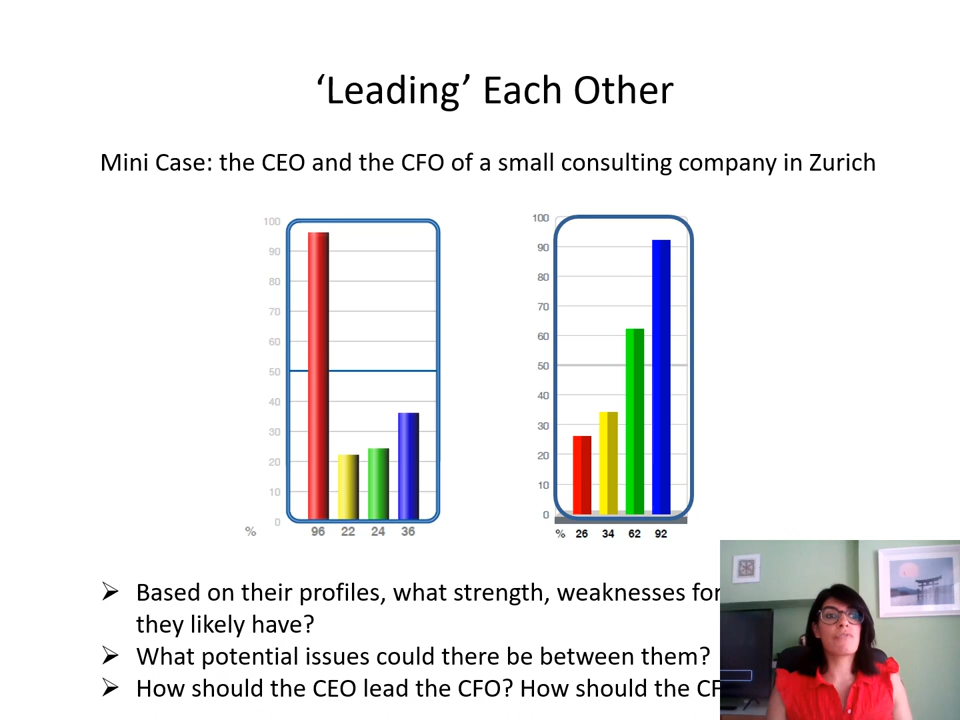 ‘Leading’ Each Other
Mini Case: the CEO and the CFO of a small consulting company in Zurich
100
90
80
70
60
50
40
30
20
10
0
% 96 22 24 36
100
90
80
70
60
50
40
30
20
10
0
% 26 34 62 92
➢ Based on their profiles, what strength, weaknesses for
they likely have?
➢ What potential issues could there be between them?
➢ How should the CEO lead the CFO? How should the CF